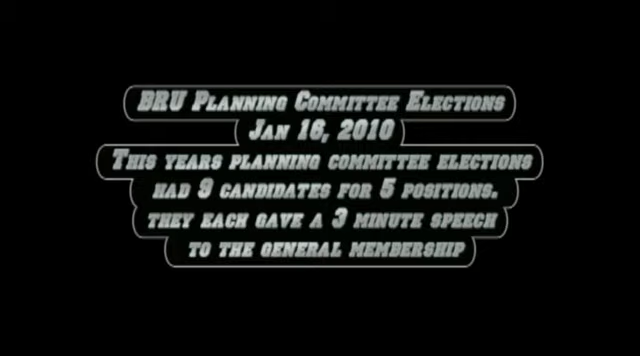 BRU Planning Committee Elections
Jan 16, 2010
This years planning committee elections
had 9 candidates for 5 positions.
they each gave a 3 minute speech
to the general membership